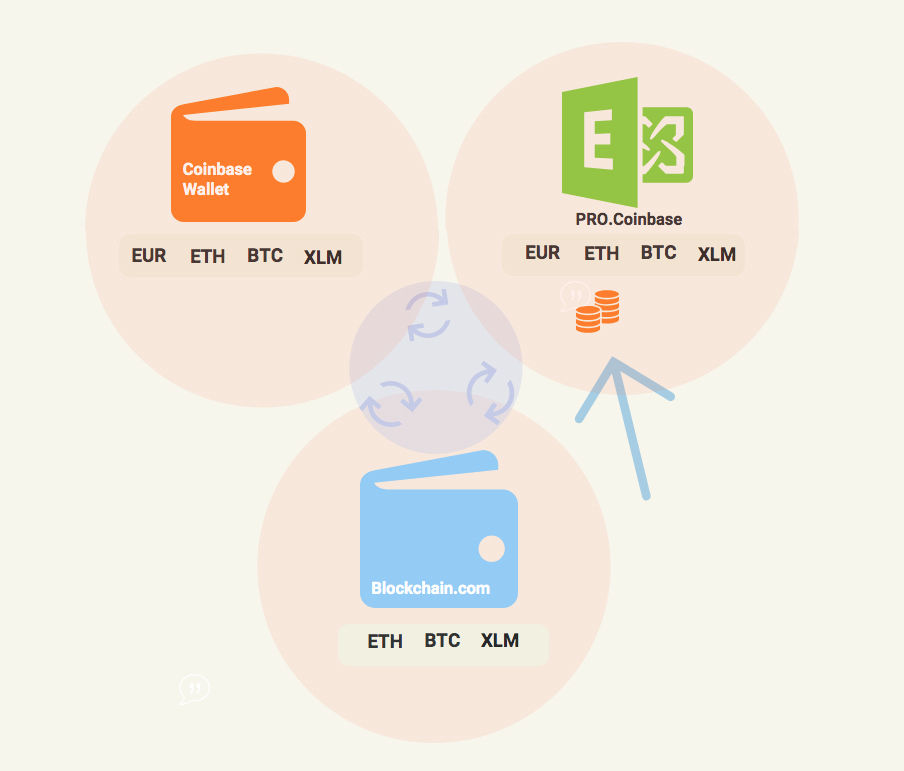 Coinbase
Wallet
EUR ETH BTC XLM
E
PRO.Coinbase
EUR ETH BTC XLM
Blockchain.com
ETH BTC XLM